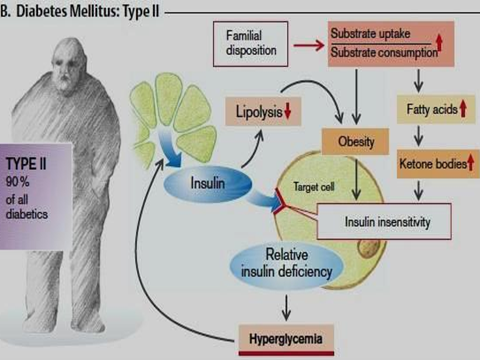 B. Diabetes Mellitus: Type II
Familial
disposition
Substrate uptake
Substrate consumption
Lipolysis
Fatty acids
Obesity
Ketone bodies
TYPE II
90%
of all
diabetics
Insulin
Target cell
Insulin insensitivity
Relative
insulin deficiency
Hyperglycemia